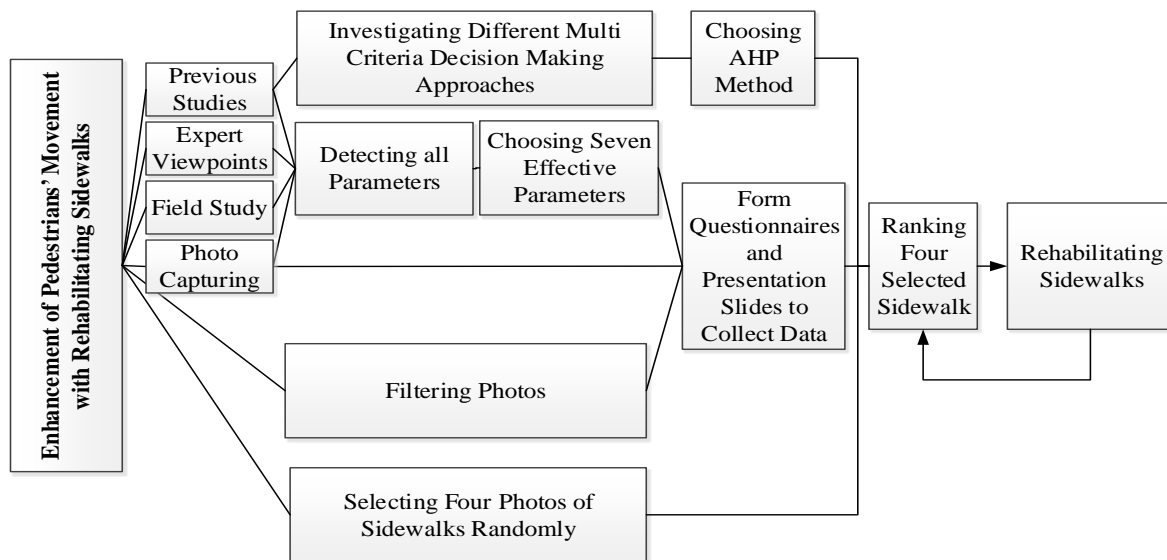 Enhancement of Pedestrians’ Movement
with Rehabilitating Sidewalks
Previous
Studies
Expert
Viewpoints
Field Study
Photo
Capturing
Investigating Different Multi
Criteria Decision Making
Approaches
Choosing
AHP
Method
Detecting all
Parameters
Choosing Seven
Effective
Parameters
Filtering Photos
Selecting Four Photos of
Sidewalks Randomly
Form
Questionnaires
and
Presentation
Slides to
Collect Data
Ranking
Four
Selected
Sidewalk
Rehabilitating
Sidewalks